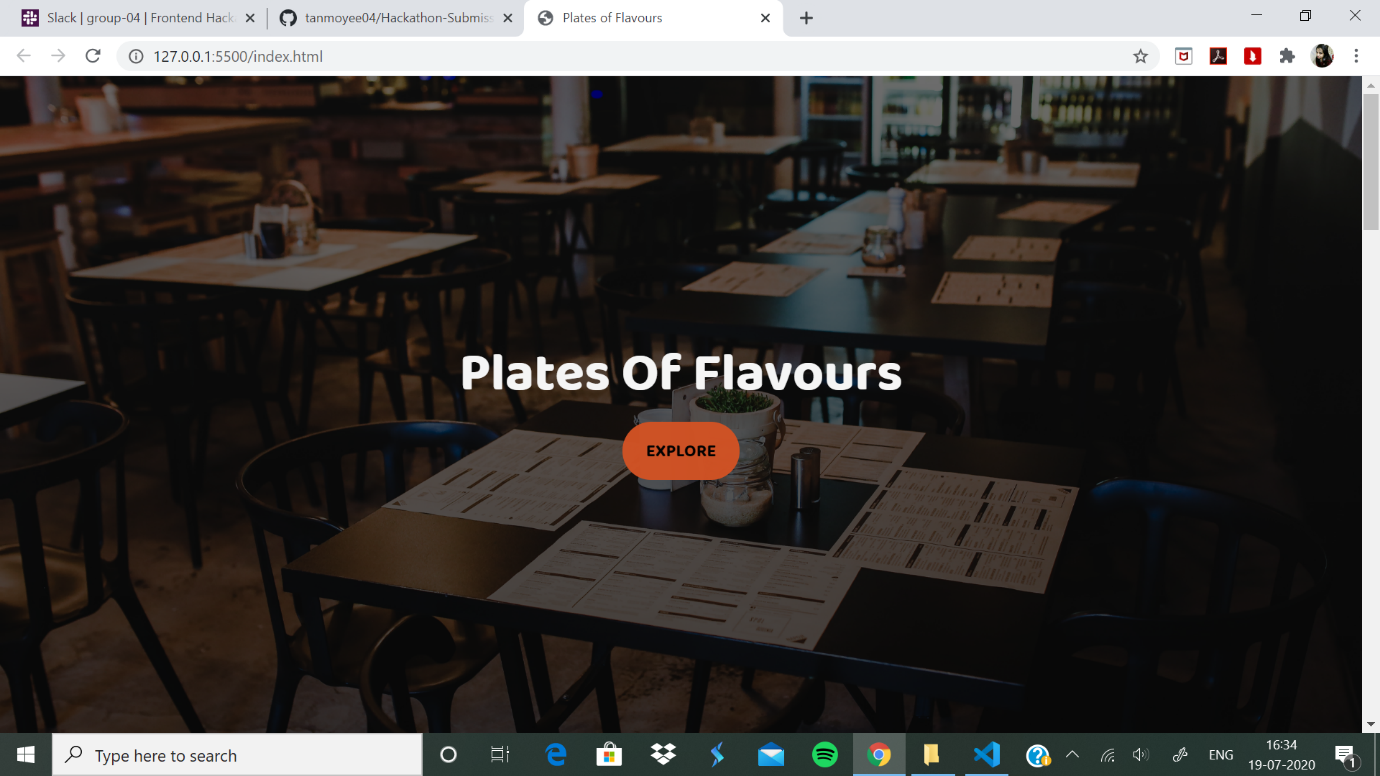 Slack | group-04 | Frontend Hack
tanmoyee04/Hackathon-Submiss
Plates of Flavours
127.0.0.1:5500/index.html
Plates Of Flavours
EXPLORE
Type here to search
ENG
16:34
19-07-2020
1